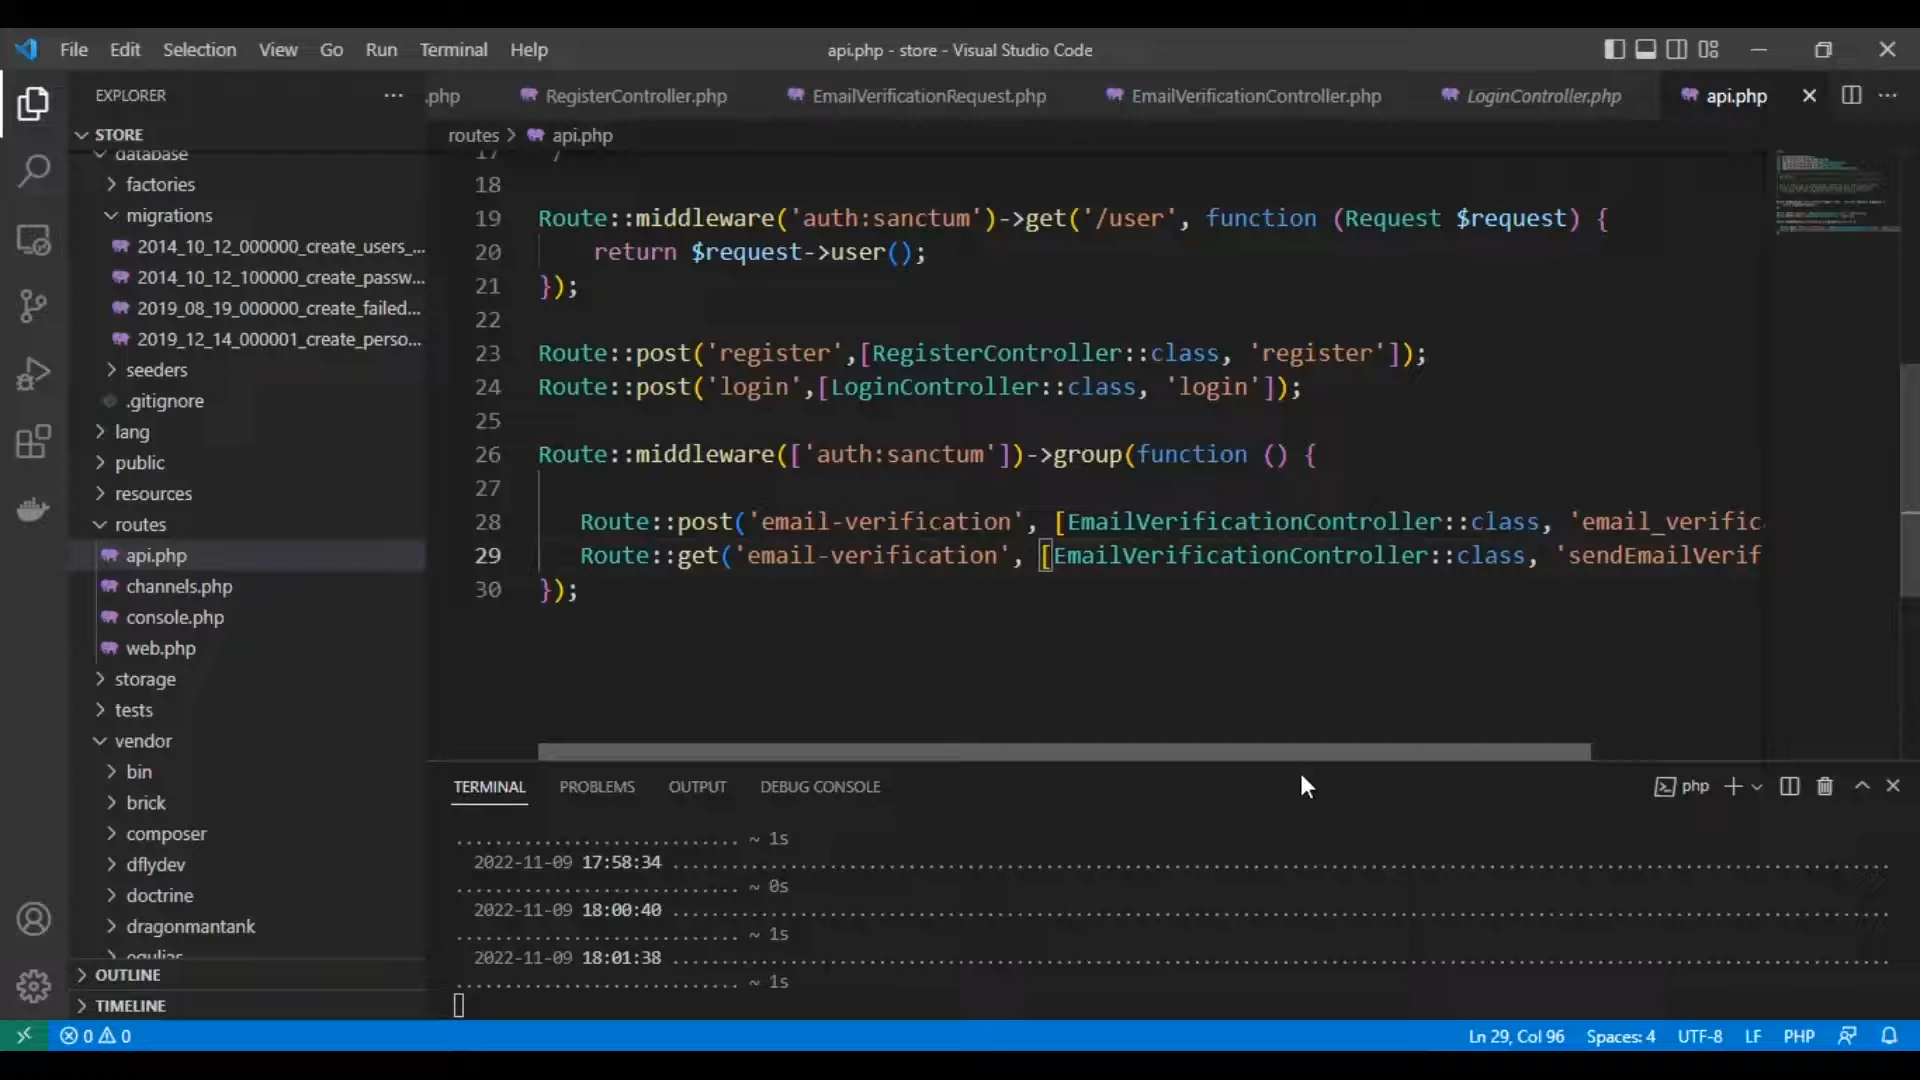 File Edit Selection View Go Run Terminal Help
api.php - store - Visual Studio Code
EXPLORER
.php
RegisterController.php
EmailVerificationRequest.php
EmailVerificationController.php
LoginController.php
api.php
STORE
database
factories
migrations
2014_10_12_000000_create_users_...
2014_10_12_100000_create_passw...
2019_08_19_000000_create_failed...
2019_12_14_000001_create_perso...
seeders
.gitignore
lang
public
resources
routes
api.php
channels.php
console.php
web.php
storage
tests
vendor
bin
brick
composer
dflydev
doctrine
dragonmantank
OUTLINE
TIMELINE
routes > api.php
17 /
18
19 Route::middleware('auth:sanctum')->get('/user', function (Request $request) {
20 return $request->user();
21 });
22
23 Route::post('register',[RegisterController::class, 'register']);
24 Route::post('login',[LoginController::class, 'login']);
25
26 Route::middleware(['auth:sanctum'])->group(function () {
27
28 Route::post('email-verification', [EmailVerificationController::class, 'email_verific
29 Route::get('email-verification', [EmailVerificationController::class, 'sendEmailVerif
30 });
TERMINAL PROBLEMS OUTPUT DEBUG CONSOLE
php
.............................. ~ 1s
2022-11-09 17:58:34 ....................................................................
.............................. ~ 0s
2022-11-09 18:00:40 ....................................................................
.............................. ~ 1s
2022-11-09 18:01:38 ....................................................................
.............................. ~ 1s
0 0
Ln 29, Col 96 Spaces: 4 UTF-8 LF PHP